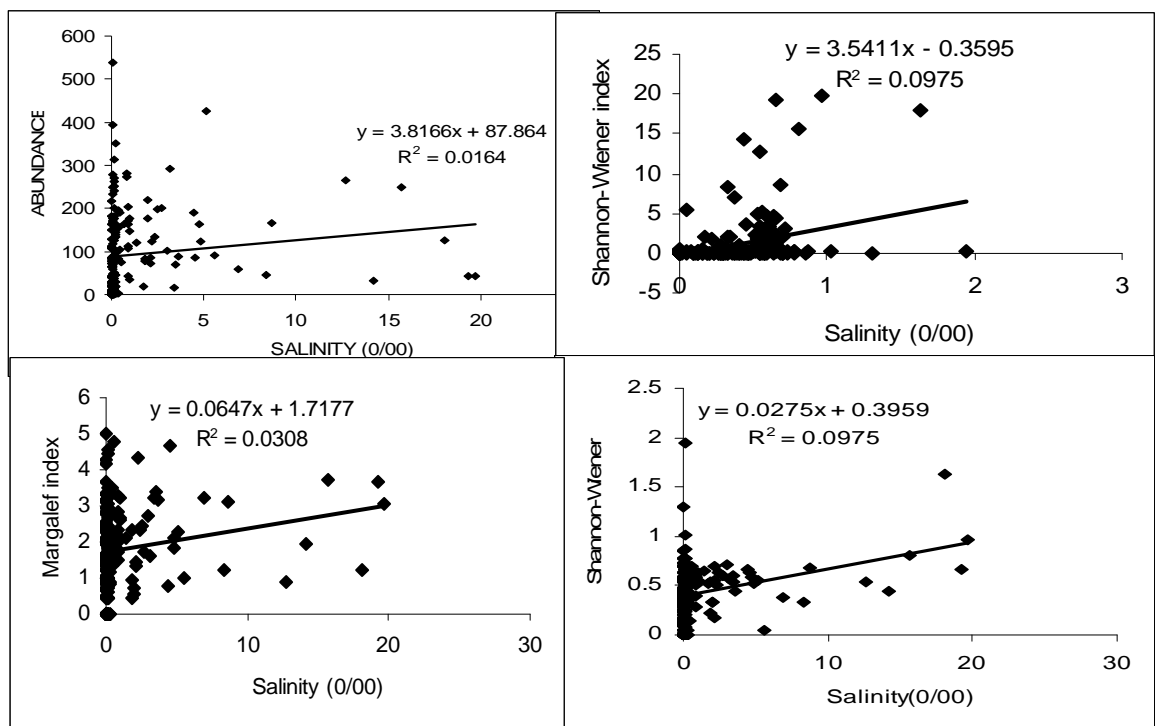 ABUNDANCE
600
500
400
300
200
100
0
y = 3.8166x + 87.864
R² = 0.0164
0 5 10 15 20
SALINITY (0/00)
Shannon-Wiener index
25
20
15
10
5
0
-5
y = 3.5411x - 0.3595
R² = 0.0975
0 1 2 3
Salinity (0/00)
Margalef index
6
5
4
3
2
1
0
y = 0.0647x + 1.7177
R² = 0.0308
0 10 20 30
Salinity (0/00)
Shannon-Wiener
2.5
2
1.5
1
0.5
0
y = 0.0275x + 0.3959
R² = 0.0975
0 10 20 30
Salinity(0/00)